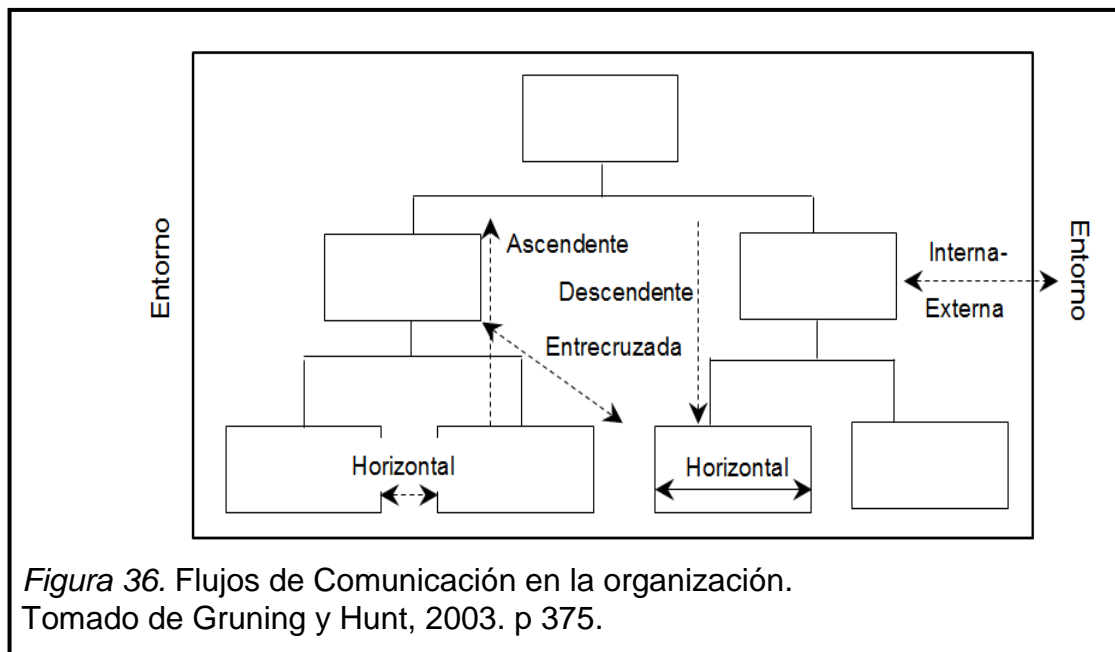 Entorno
Ascendente
Descendente
Entrecruzada
Interna-
Externa
Entorno
Horizontal
Horizontal
Figura 36. Flujos de Comunicación en la organización.
Tomado de Gruning y Hunt, 2003. p 375.